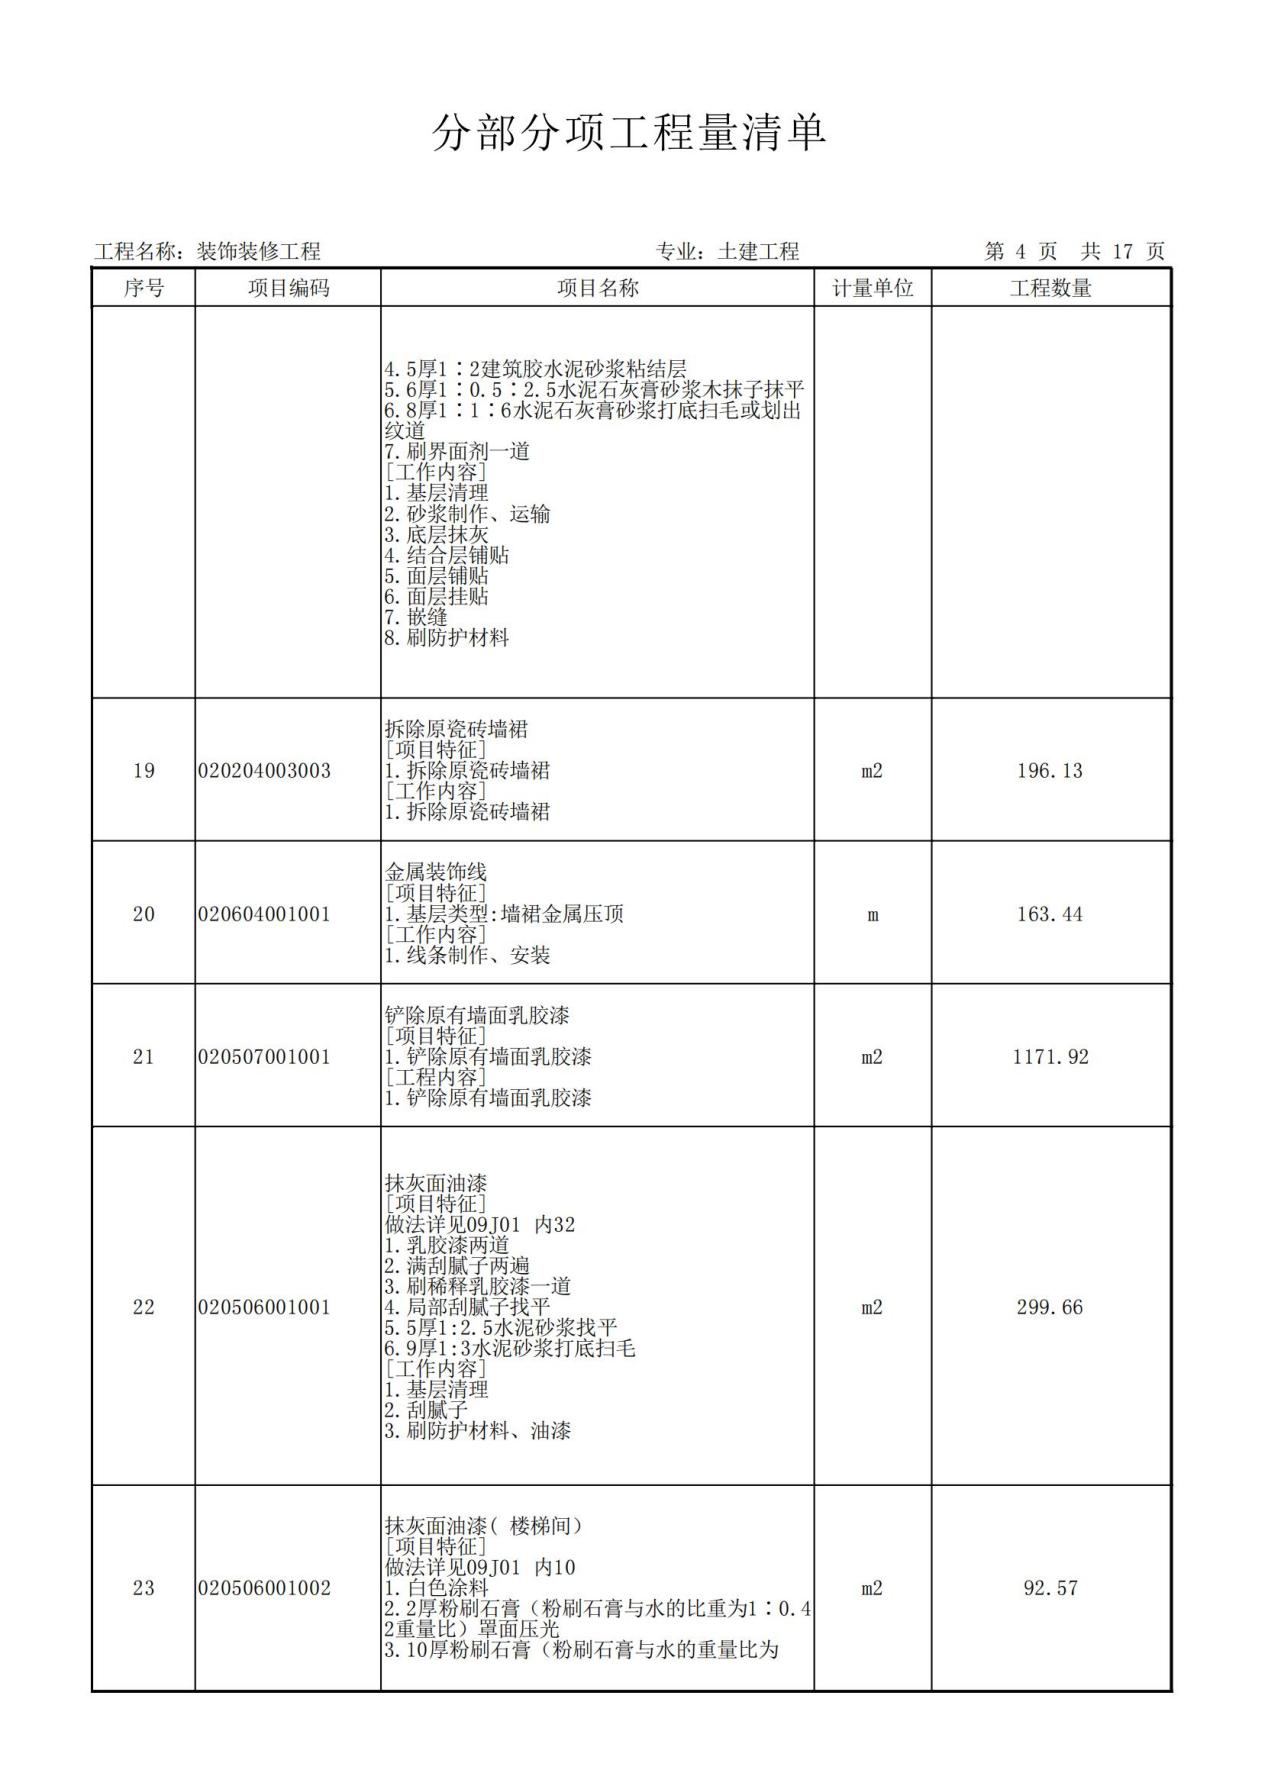 分部分项工程量清单
工程名称：装饰装修工程 专业：土建工程 第 4 页 共 17 页
序号 项目编码 项目名称 计量单位 工程数量
4.5厚1∶2建筑胶水泥砂浆粘结层
5.6厚1∶0.5∶2.5水泥石灰膏砂浆木抹子抹平
6.8厚1∶1∶6水泥石灰膏砂浆打底扫毛或划出
纹道
7.刷界面剂一道
[工作内容]
1.基层清理
2.砂浆制作、运输
3.底层抹灰
4.结合层铺贴
5.面层铺贴
6.面层挂贴
7.嵌缝
8.刷防护材料
拆除原瓷砖墙裙
[项目特征]
19 020204003003 1.拆除原瓷砖墙裙 m2 196.13
[工作内容]
1.拆除原瓷砖墙裙
金属装饰线
[项目特征]
20 020604001001 1.基层类型:墙裙金属压顶 m 163.44
[工作内容]
1.线条制作、安装
铲除原有墙面乳胶漆
[项目特征]
21 020507001001 1.铲除原有墙面乳胶漆 m2 1171.92
[工程内容]
1.铲除原有墙面乳胶漆
抹灰面油漆
[项目特征]
做法详见09J01 内32
1.乳胶漆两道
2.满刮腻子两遍
3.刷稀释乳胶漆一道
22 020506001001 4.局部刮腻子找平 m2 299.66
5.5厚1:2.5水泥砂浆找平
6.9厚1:3水泥砂浆打底扫毛
[工作内容]
1.基层清理
2.刮腻子
3.刷防护材料、油漆
抹灰面油漆( 楼梯间)
[项目特征]
做法详见09J01 内10
23 020506001002 1.白色涂料 m2 92.57
2.2厚粉刷石膏（粉刷石膏与水的比重为1∶0.4
2重量比）罩面压光
3.10厚粉刷石膏（粉刷石膏与水的重量比为